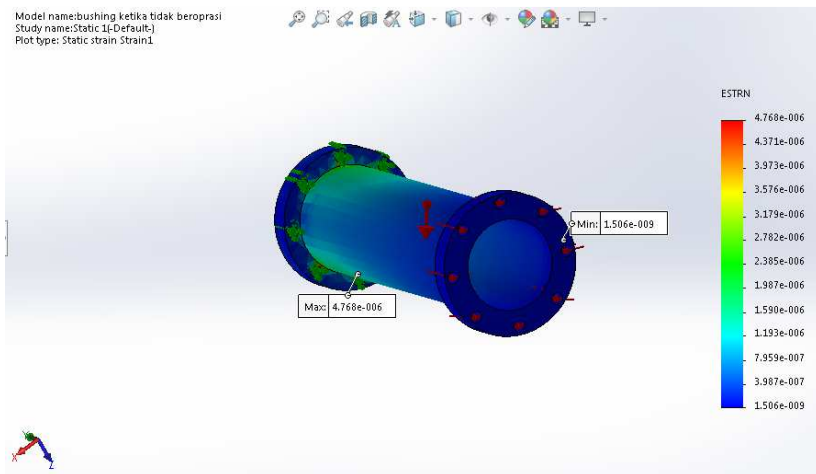 Model name:bushing ketika tidak beroprasi
Study name:Static 1(-Default-)
Plot type: Static strain Strain1
ESTRN
4.768e-006
4.371e-006
3.973e-006
3.576e-006
3.179e-006
2.782e-006
2.385e-006
1.987e-006
1.590e-006
1.193e-006
7.959e-007
3.987e-007
1.506e-009
Min: 1.506e-009
Max: 4.768e-006
X
Y
Z